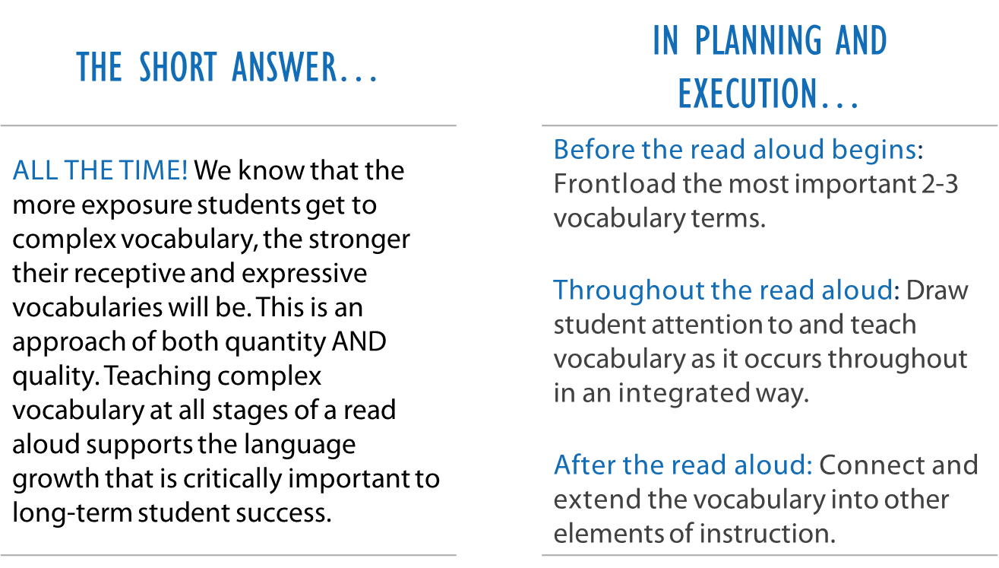 THE SHORT ANSWER...
ALL THE TIME! We know that the
more exposure students get to
complex vocabulary, the stronger
their receptive and expressive
vocabularies will be. This is an
approach of both quantity AND
quality. Teaching complex
vocabulary at all stages of a read
aloud supports the language
growth that is critically important to
long-term student success.
IN PLANNING AND
EXECUTION...
Before the read aloud begins:
Frontload the most important 2-3
vocabulary terms.
Throughout the read aloud: Draw
student attention to and teach
vocabulary as it occurs throughout
in an integrated way.
After the read aloud: Connect and
extend the vocabulary into other
elements of instruction.